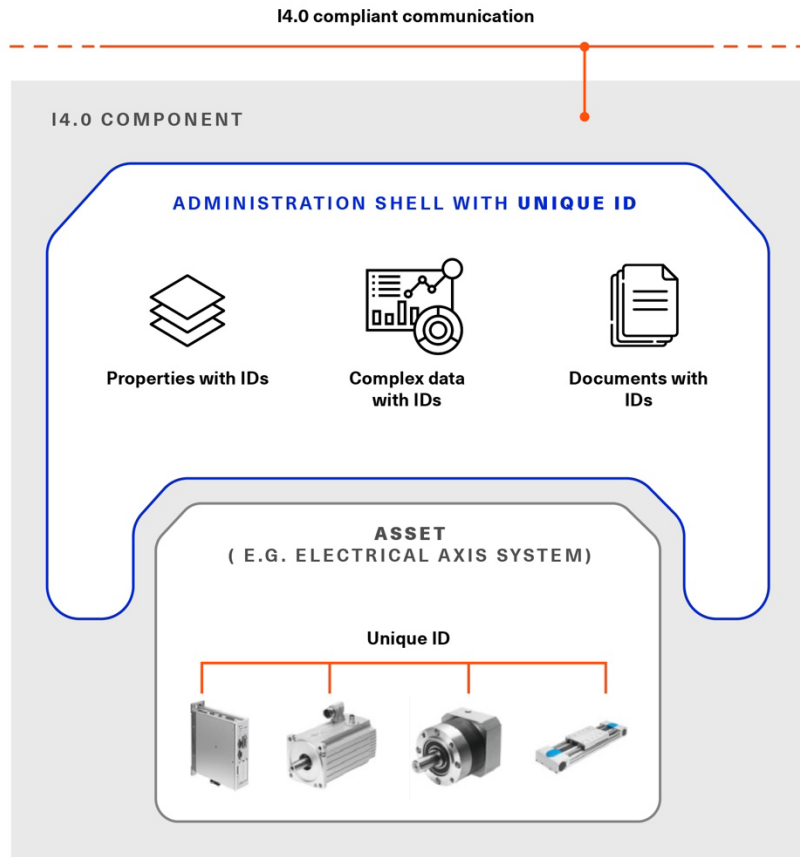 I4.0 compliant communication
I4.0 COMPONENT
ADMINISTRATION SHELL WITH UNIQUE ID
Properties with IDs
Complex data
with IDs
Documents with
IDs
ASSET
( E.G. ELECTRICAL AXIS SYSTEM)
Unique ID